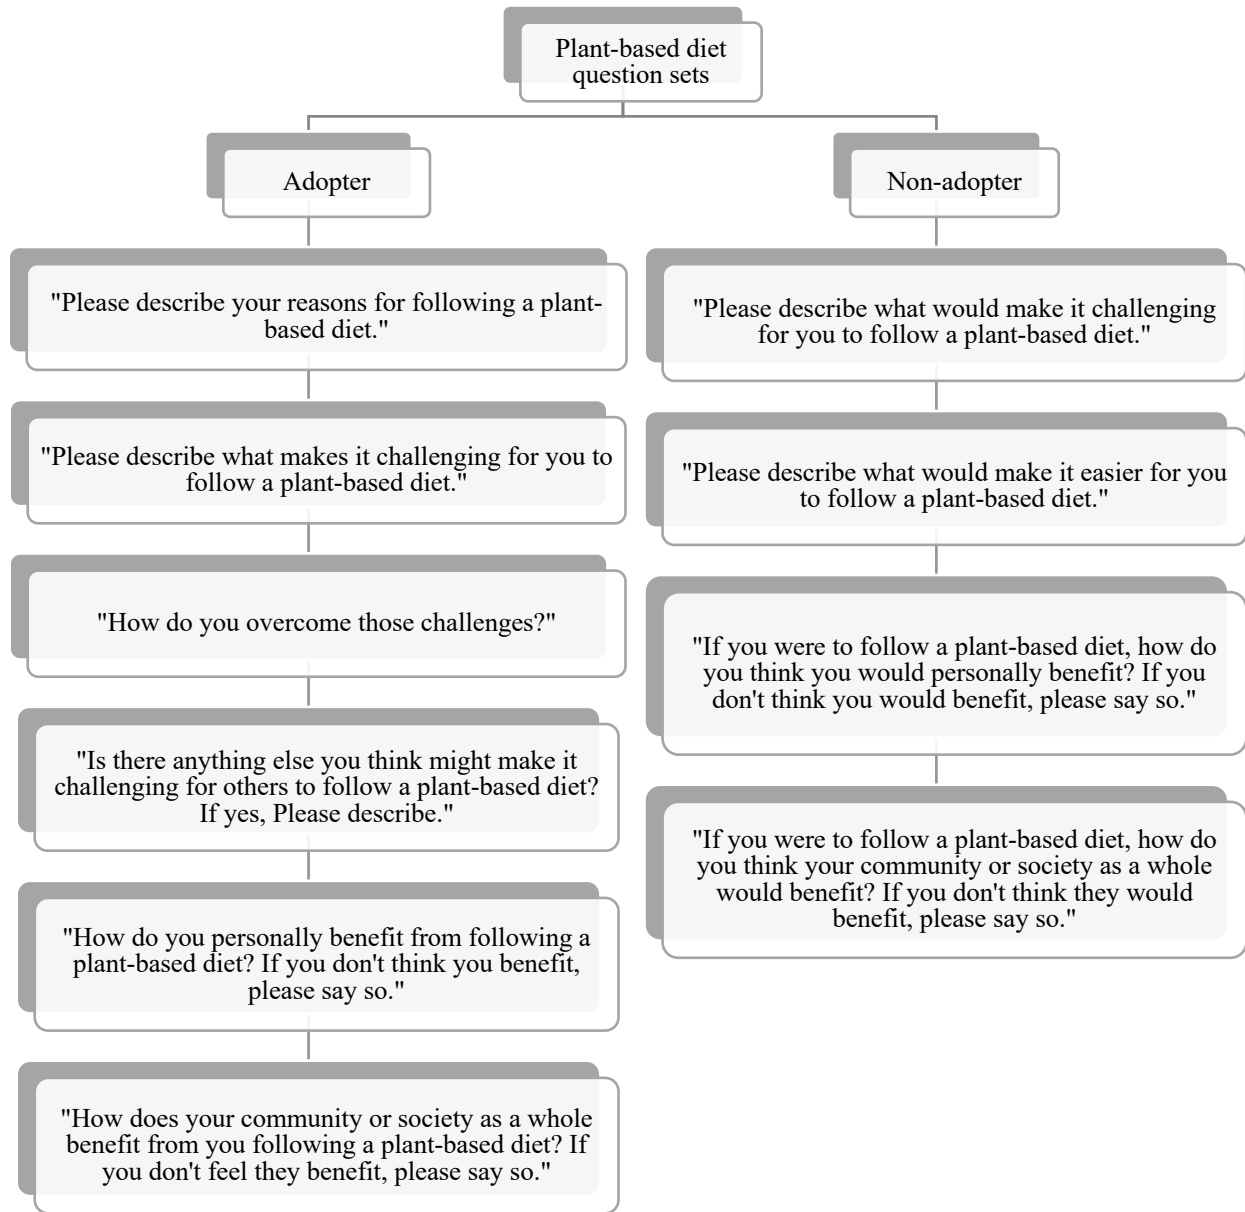 Plant-based diet
question sets
Adopter
"Please describe your reasons for following a plant-
based diet."
"Please describe what makes it challenging for you to
follow a plant-based diet."
"How do you overcome those challenges?"
"Is there anything else you think might make it
challenging for others to follow a plant-based diet?
If yes, Please describe."
"How do you personally benefit from following a
plant-based diet? If you don't think you benefit,
please say so."
"How does your community or society as a whole
benefit from you following a plant-based diet? If
you don't feel they benefit, please say so."
Non-adopter
"Please describe what would make it challenging
for you to follow a plant-based diet."
"Please describe what would make it easier for you
to follow a plant-based diet."
"If you were to follow a plant-based diet, how do
you think you would personally benefit? If you
don't think you would benefit, please say so."
"If you were to follow a plant-based diet, how do
you think your community or society as a whole
would benefit? If you don't think they would
benefit, please say so."